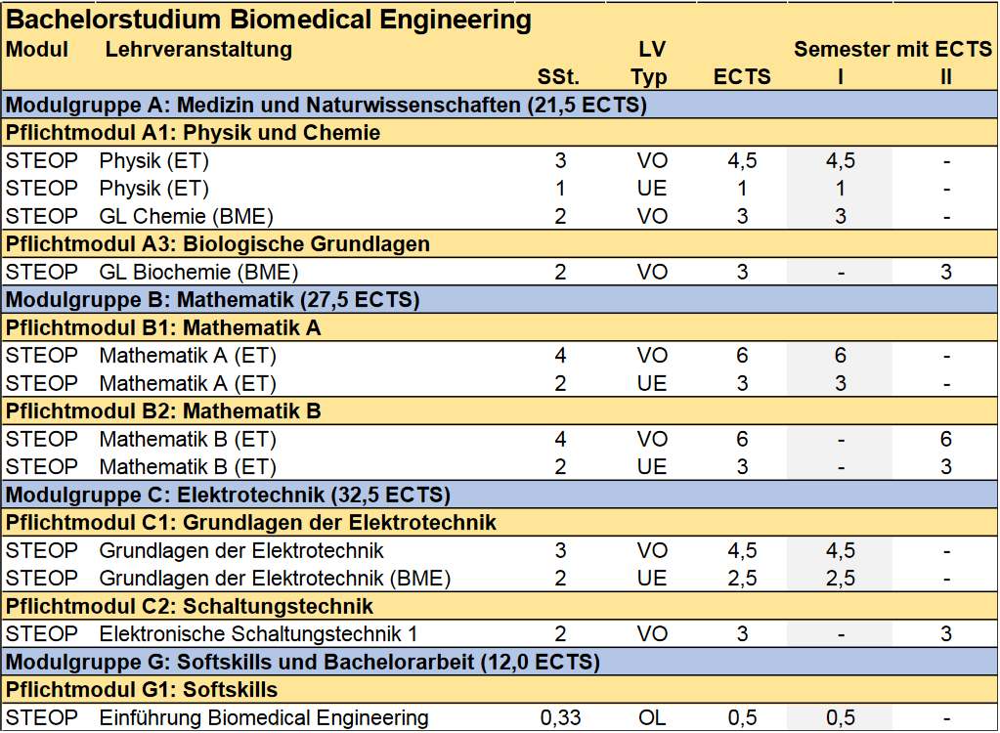 Bachelorstudium Biomedical Engineering
Modul Lehrveranstaltung LV Semester mit ECTS
SSt. Typ ECTS I II
Modulgruppe A: Medizin und Naturwissenschaften (21,5 ECTS)
Pflichtmodul A1: Physik und Chemie
STEOP Physik (ET) 3 VO 4,5 4,5 -
STEOP Physik (ET) 1 UE 1 1 -
STEOP GL Chemie (BME) 2 VO 3 3 -
Pflichtmodul A3: Biologische Grundlagen
STEOP GL Biochemie (BME) 2 VO 3 - 3
Modulgruppe B: Mathematik (27,5 ECTS)
Pflichtmodul B1: Mathematik A
STEOP Mathematik A (ET) 4 VO 6 6 -
STEOP Mathematik A (ET) 2 UE 3 3 -
Pflichtmodul B2: Mathematik B
STEOP Mathematik B (ET) 4 VO 6 - 6
STEOP Mathematik B (ET) 2 UE 3 - 3
Modulgruppe C: Elektrotechnik (32,5 ECTS)
Pflichtmodul C1: Grundlagen der Elektrotechnik
STEOP Grundlagen der Elektrotechnik 3 VO 4,5 4,5 -
STEOP Grundlagen der Elektrotechnik (BME) 2 UE 2,5 2,5 -
Pflichtmodul C2: Schaltungstechnik
STEOP Elektronische Schaltungstechnik 1 2 VO 3 - 3
Modulgruppe G: Softskills und Bachelorarbeit (12,0 ECTS)
Pflichtmodul G1: Softskills
STEOP Einführung Biomedical Engineering 0,33 OL 0,5 0,5 -